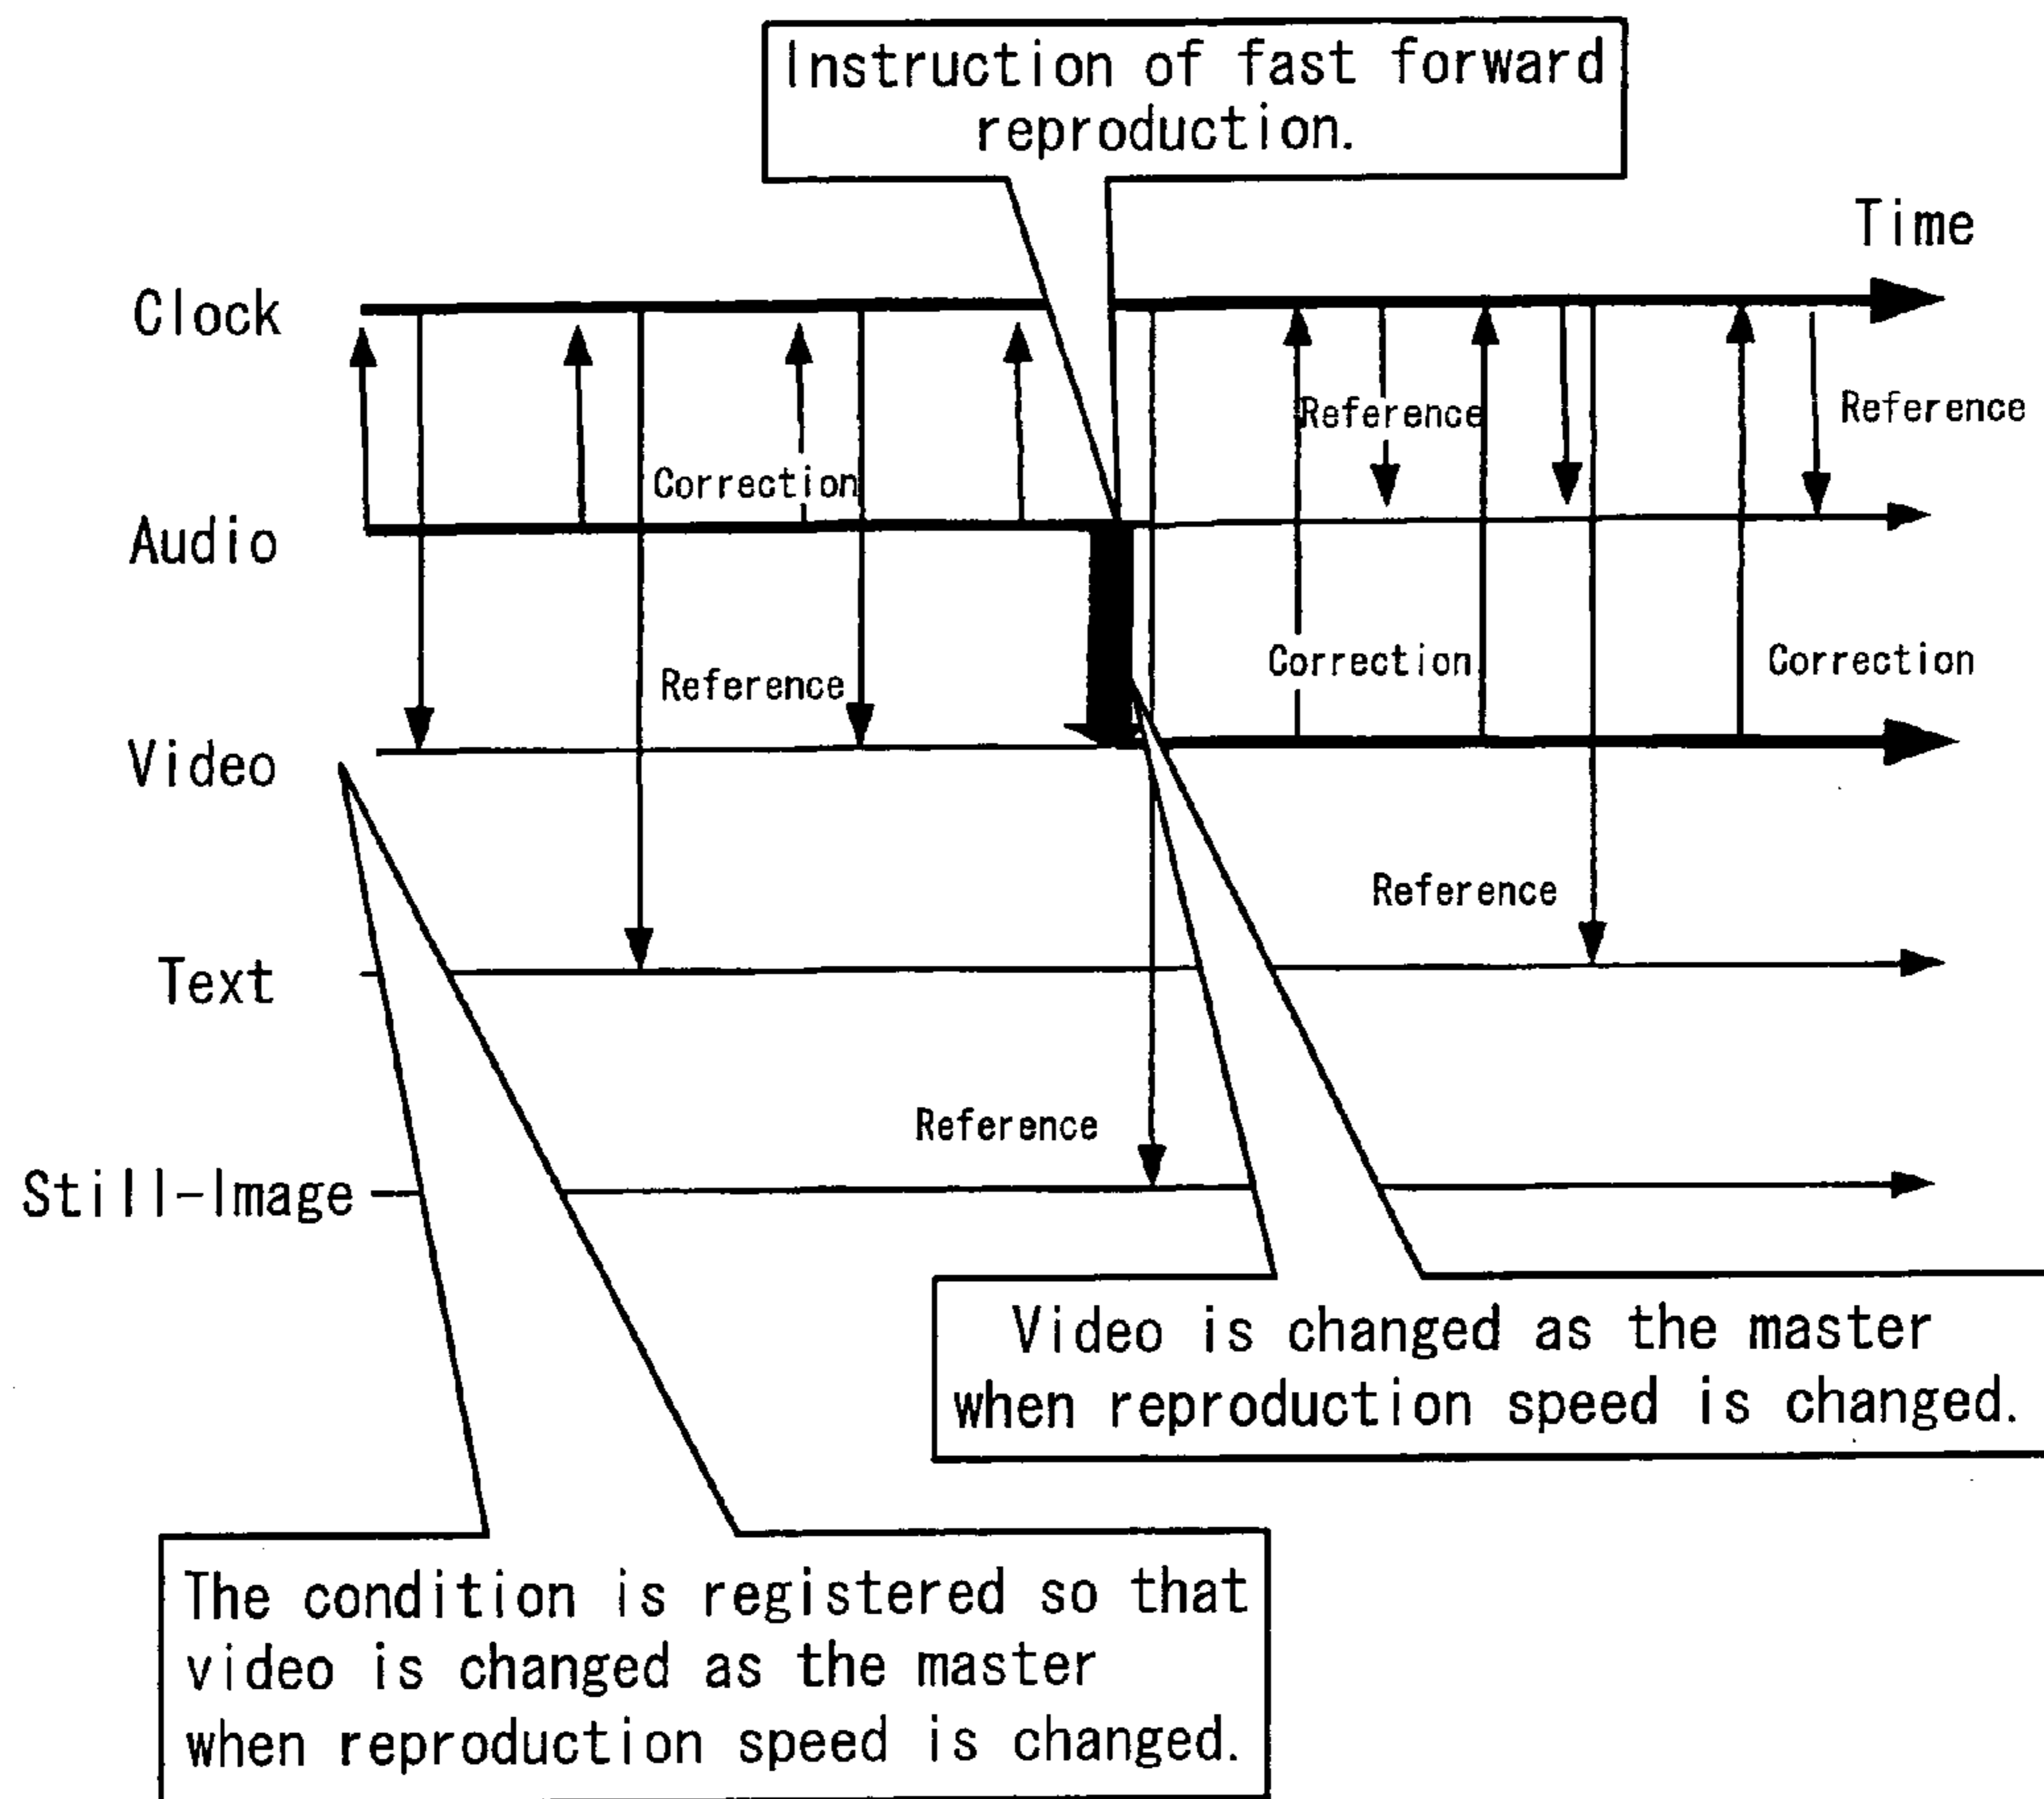 Instruction of fast forward
reproduction.
Time
Clock
Reference
Reference
Correction
Audio
Correction
Correction
Reference
Video
Reference
Text
Reference
Still-Image
Video is changed as the master
when reproduction speed is changed.
The condition is registered so that
video is changed as the master
when reproduction speed is changed.